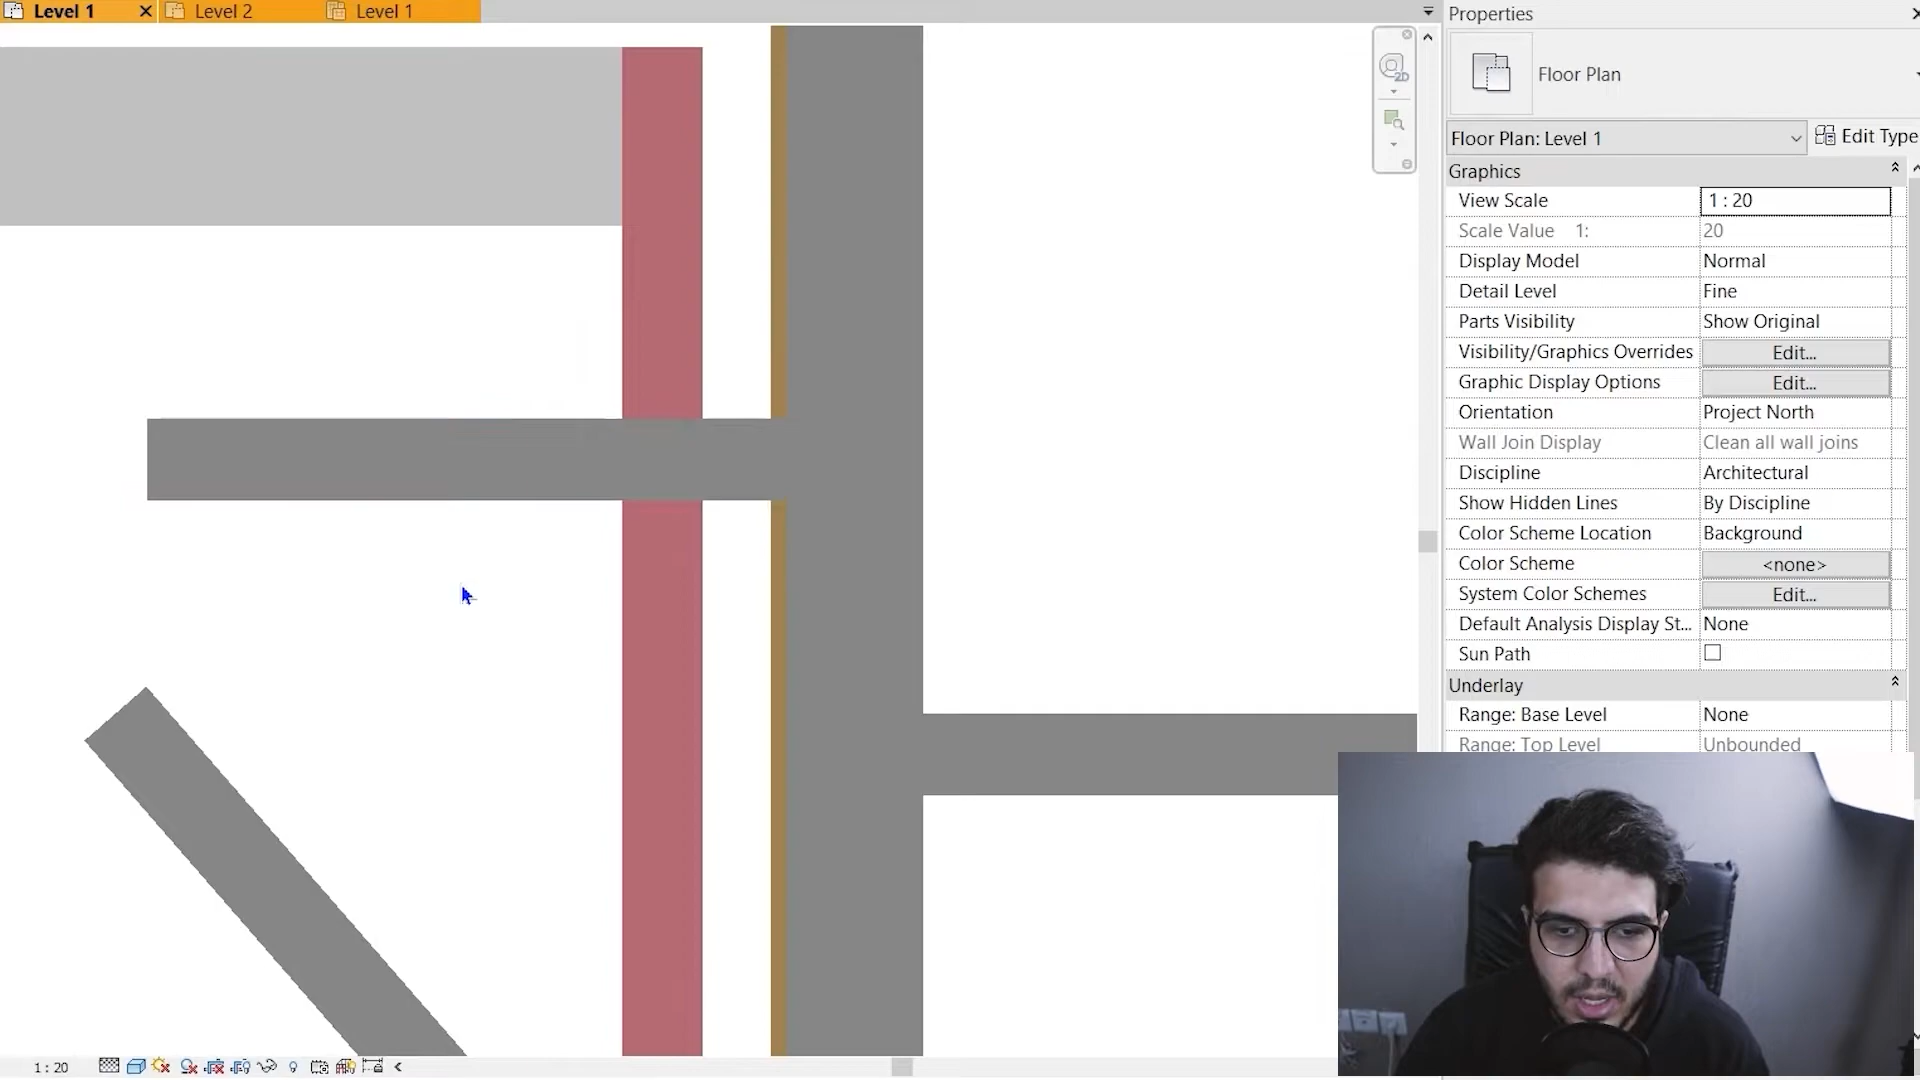 Level 1
Level 2
Level 1
Properties
2D
Floor Plan
Floor Plan: Level 1
Edit Type
Graphics
View Scale 1 : 20
Scale Value 1: 20
Display Model Normal
Detail Level Fine
Parts Visibility Show Original
Visibility/Graphics Overrides Edit...
Graphic Display Options Edit...
Orientation Project North
Wall Join Display Clean all wall joins
Discipline Architectural
Show Hidden Lines By Discipline
Color Scheme Location Background
Color Scheme <none>
System Color Schemes Edit...
Default Analysis Display St... None
Sun Path
Underlay
Range: Base Level None
Range: Top Level Unbounded
1 : 20